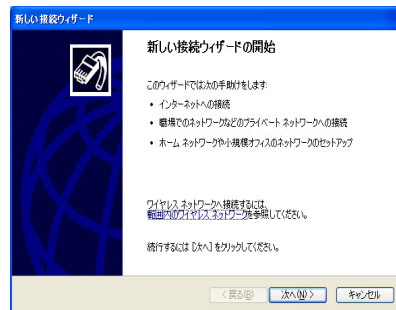 新しい接続ウィザード
新しい接続ウィザードの開始
このウィザードでは次の手助けをします:
• インターネットへの接続
• 職場でのネットワークなどのプライベート ネットワークへの接続
• ホーム ネットワークや小規模オフィスのネットワークのセットアップ
ワイヤレス ネットワークへ接続するには、
範囲内のワイヤレス ネットワークを参照してください。
続行するには [次へ] をクリックしてください。
< 戻る(B)
次へ(N) >
キャンセル